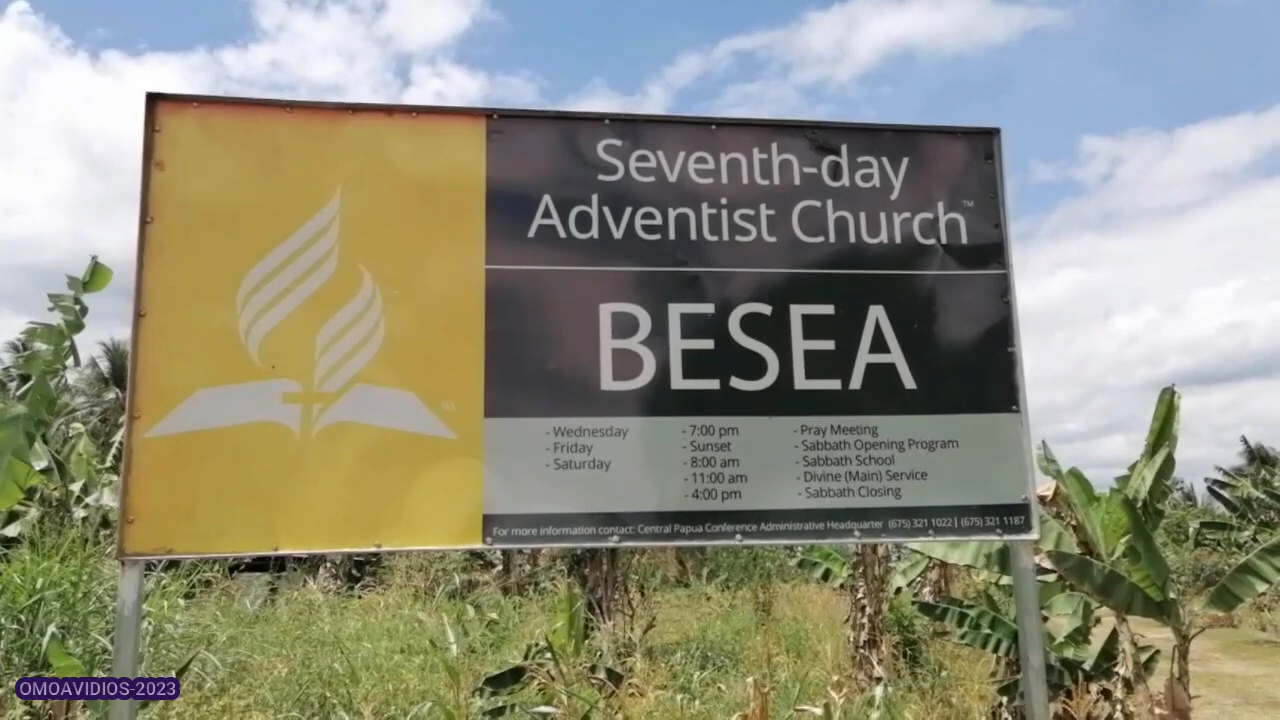 Seventh-day
Adventist Church™
BESEA
- Wednesday - 7:00 pm - Pray Meeting
- Friday - Sunset - Sabbath Opening Program
- Saturday - 8:00 am - Sabbath School
- 11:00 am - Divine (Main) Service
- 4:00 pm - Sabbath Closing
For more information contact: Central Papua Conference Administrative Headquarter (675) 321 1022 | (675) 321 1187
OMOAVIDIOS-2023